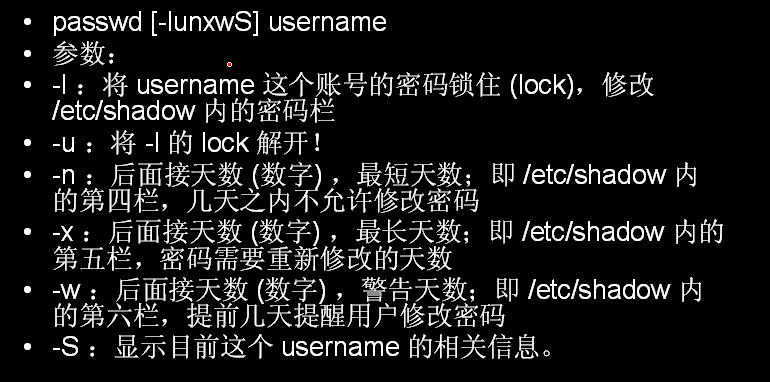 • passwd [-lunxwS] username
• 参数：
• -l ：将 username 这个账号的密码锁住 (lock)，修改
/etc/shadow 内的密码栏
• -u ：将 -l 的 lock 解开！
• -n ：后面接天数 (数字) ，最短天数；即 /etc/shadow 内
的第四栏，几天之内不允许修改密码
• -x ：后面接天数 (数字) ，最长天数；即 /etc/shadow 内的
第五栏，密码需要重新修改的天数
• -w ：后面接天数 (数字) ，警告天数；即 /etc/shadow 内
的第六栏，提前几天提醒用户修改密码
• -S ：显示目前这个 username 的相关信息。